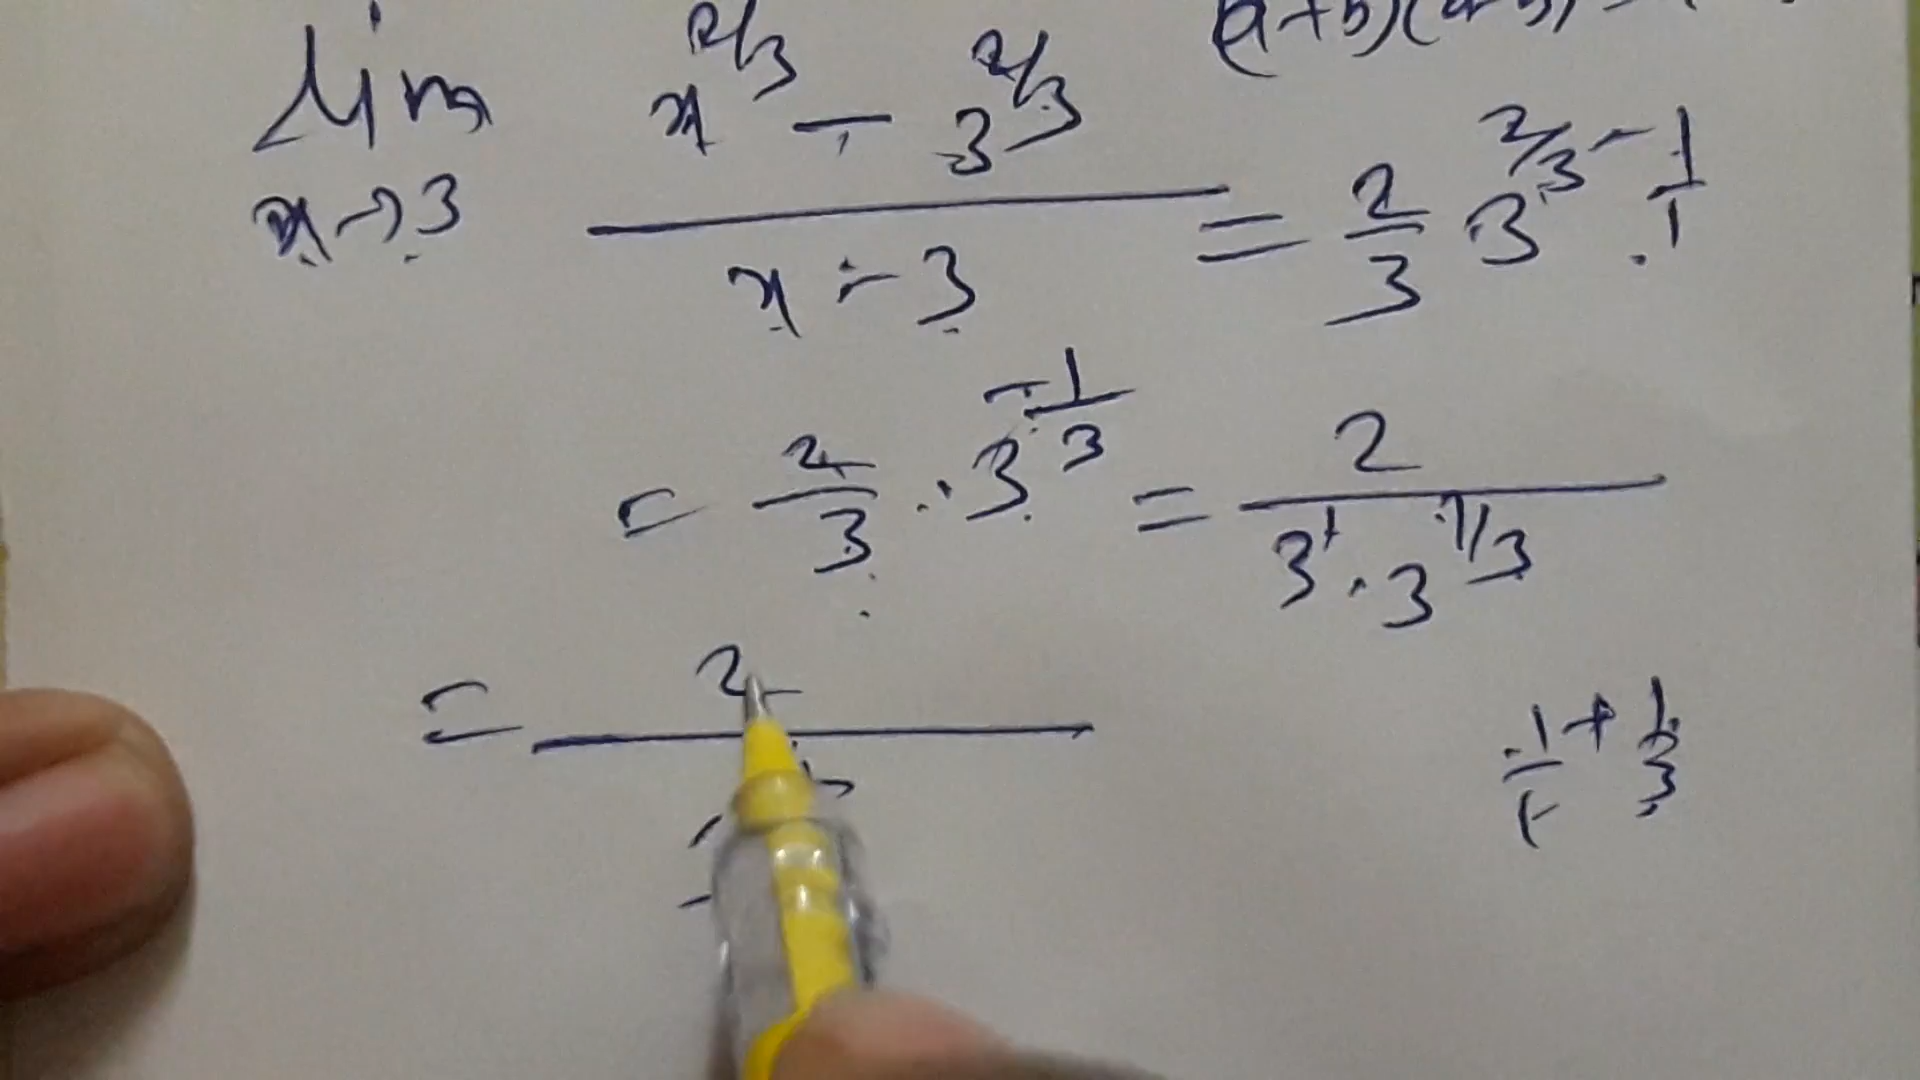 (a+b)(a-b) =
lim x→3 (x^2/3 - 3^2/3)/(x - 3) = 2/3 3^(2/3 - 1/1)
= 2/3 · 3^(-1/3) = 2/(3^1 · 3^1/3)
= 2
1/1 + 1/3